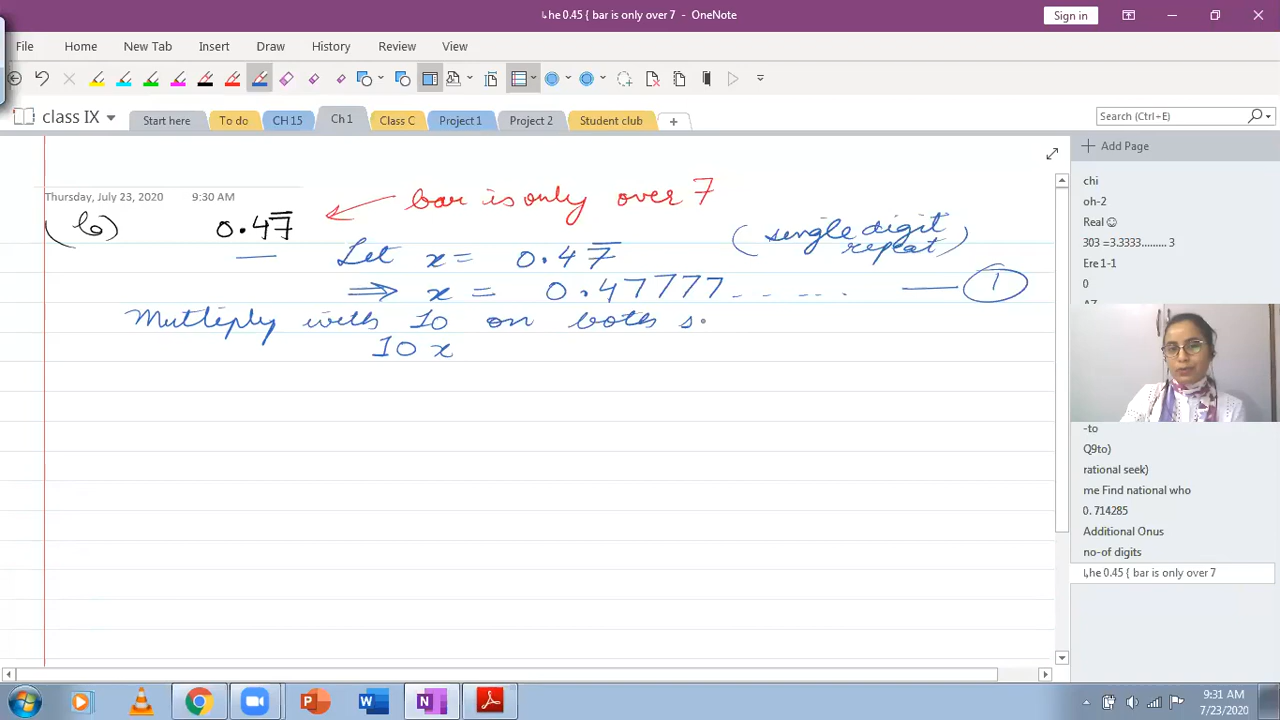 ↳he 0.45 { bar is only over 7 - OneNote
Sign in
File Home New Tab Insert Draw History Review View
class IX
Start here To do CH 15 Ch 1 Class C Project 1 Project 2 Student club
Search (Ctrl+E)
Add Page
Thursday, July 23, 2020 9:30 AM
bar is only over 7
(b) 0.47̅
(single digit repeat)
Let x = 0.47̅
⇒ x = 0.47777....... — ①
Mutliply with 10 on both s
10 x
chi
oh-2
Real ☺
303 =3.3333......... 3
Ere 1-1
0
-to
Q9to)
rational seek)
me Find national who
0. 714285
Additional Onus
no-of digits
↳he 0.45 { bar is only over 7
9:31 AM
7/23/2020